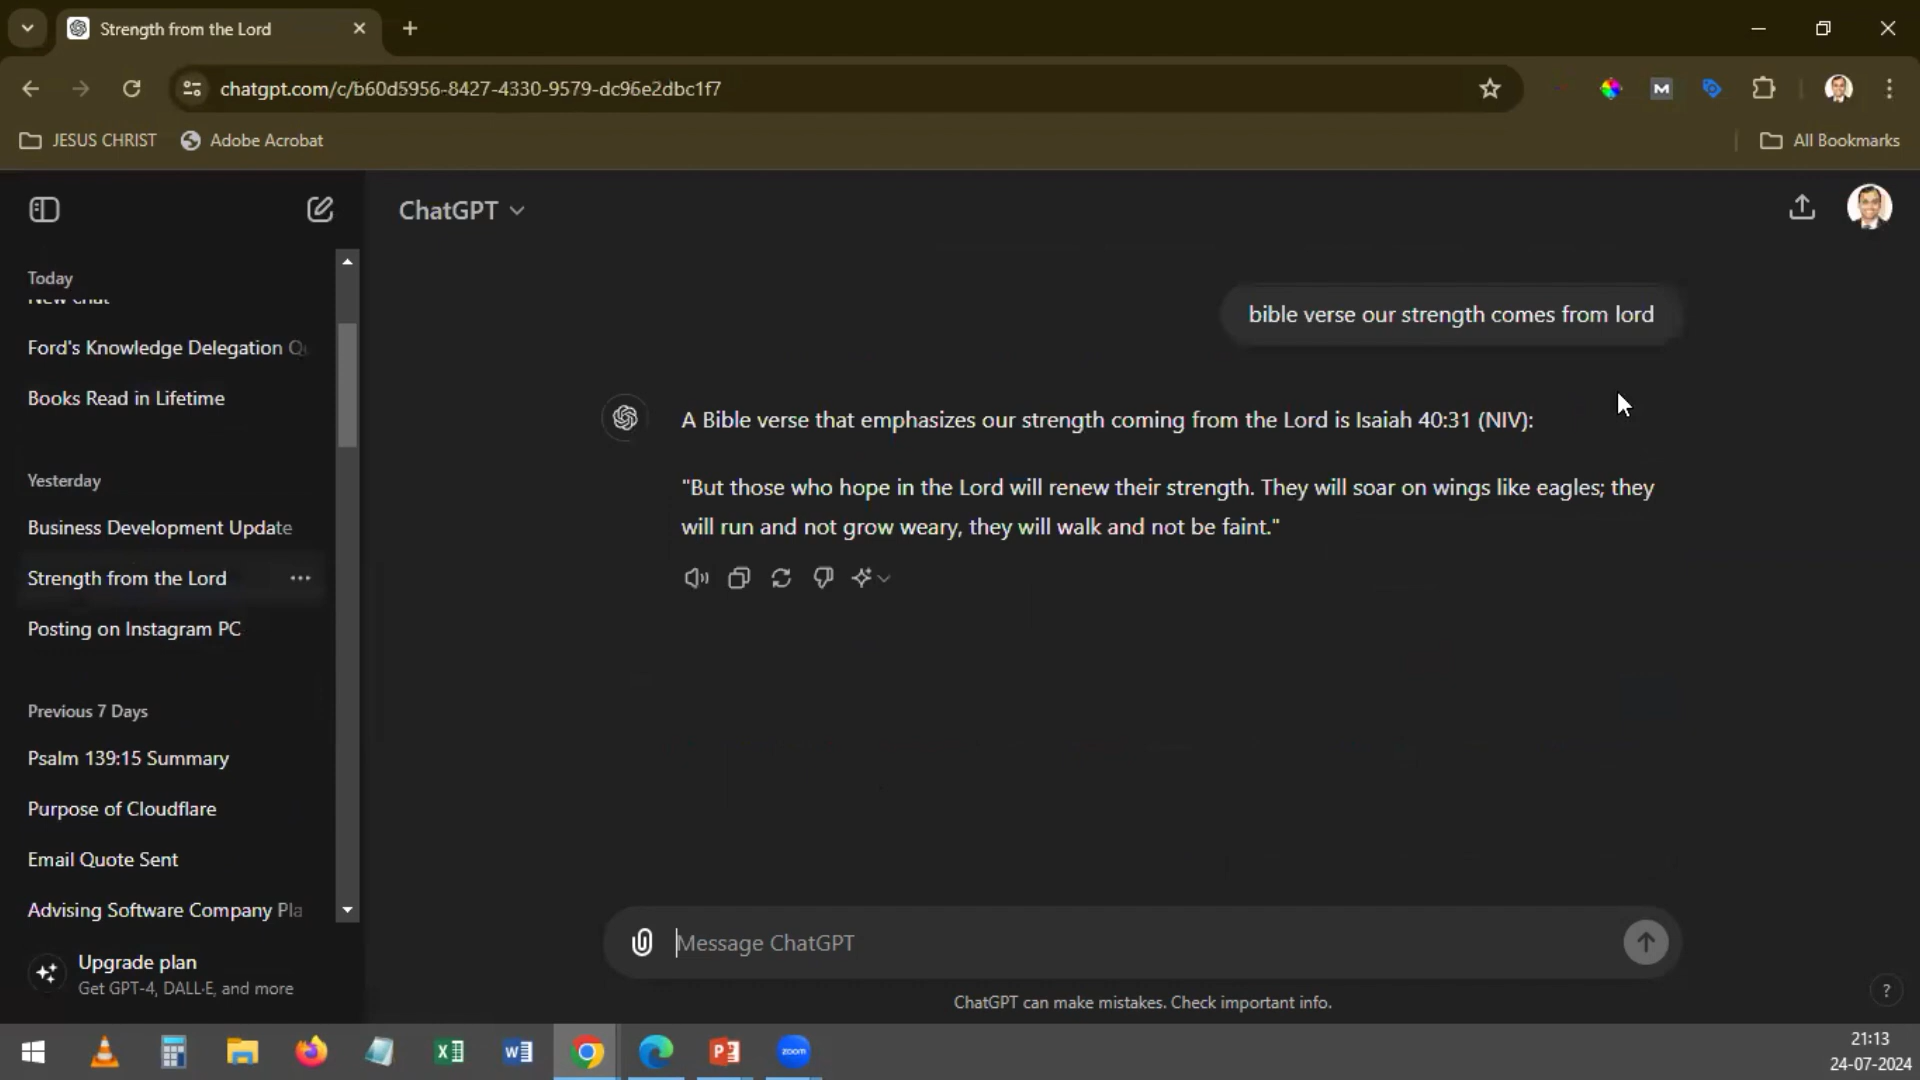 Strength from the Lord
chatgpt.com/c/b60d5956-8427-4330-9579-dc95e2dbc1f7
JESUS CHRIST
Adobe Acrobat
All Bookmarks
ChatGPT
Today
New chat
Ford's Knowledge Delegation Q
Books Read in Lifetime
Yesterday
Business Development Update
Strength from the Lord
Posting on Instagram PC
Previous 7 Days
Psalm 139:15 Summary
Purpose of Cloudflare
Email Quote Sent
Advising Software Company Pla
Upgrade plan
Get GPT-4, DALL·E, and more
bible verse our strength comes from lord
A Bible verse that emphasizes our strength coming from the Lord is Isaiah 40:31 (NIV):
"But those who hope in the Lord will renew their strength. They will soar on wings like eagles; they
will run and not grow weary, they will walk and not be faint."
Message ChatGPT
ChatGPT can make mistakes. Check important info.
?
zoom
21:13
24-07-2024